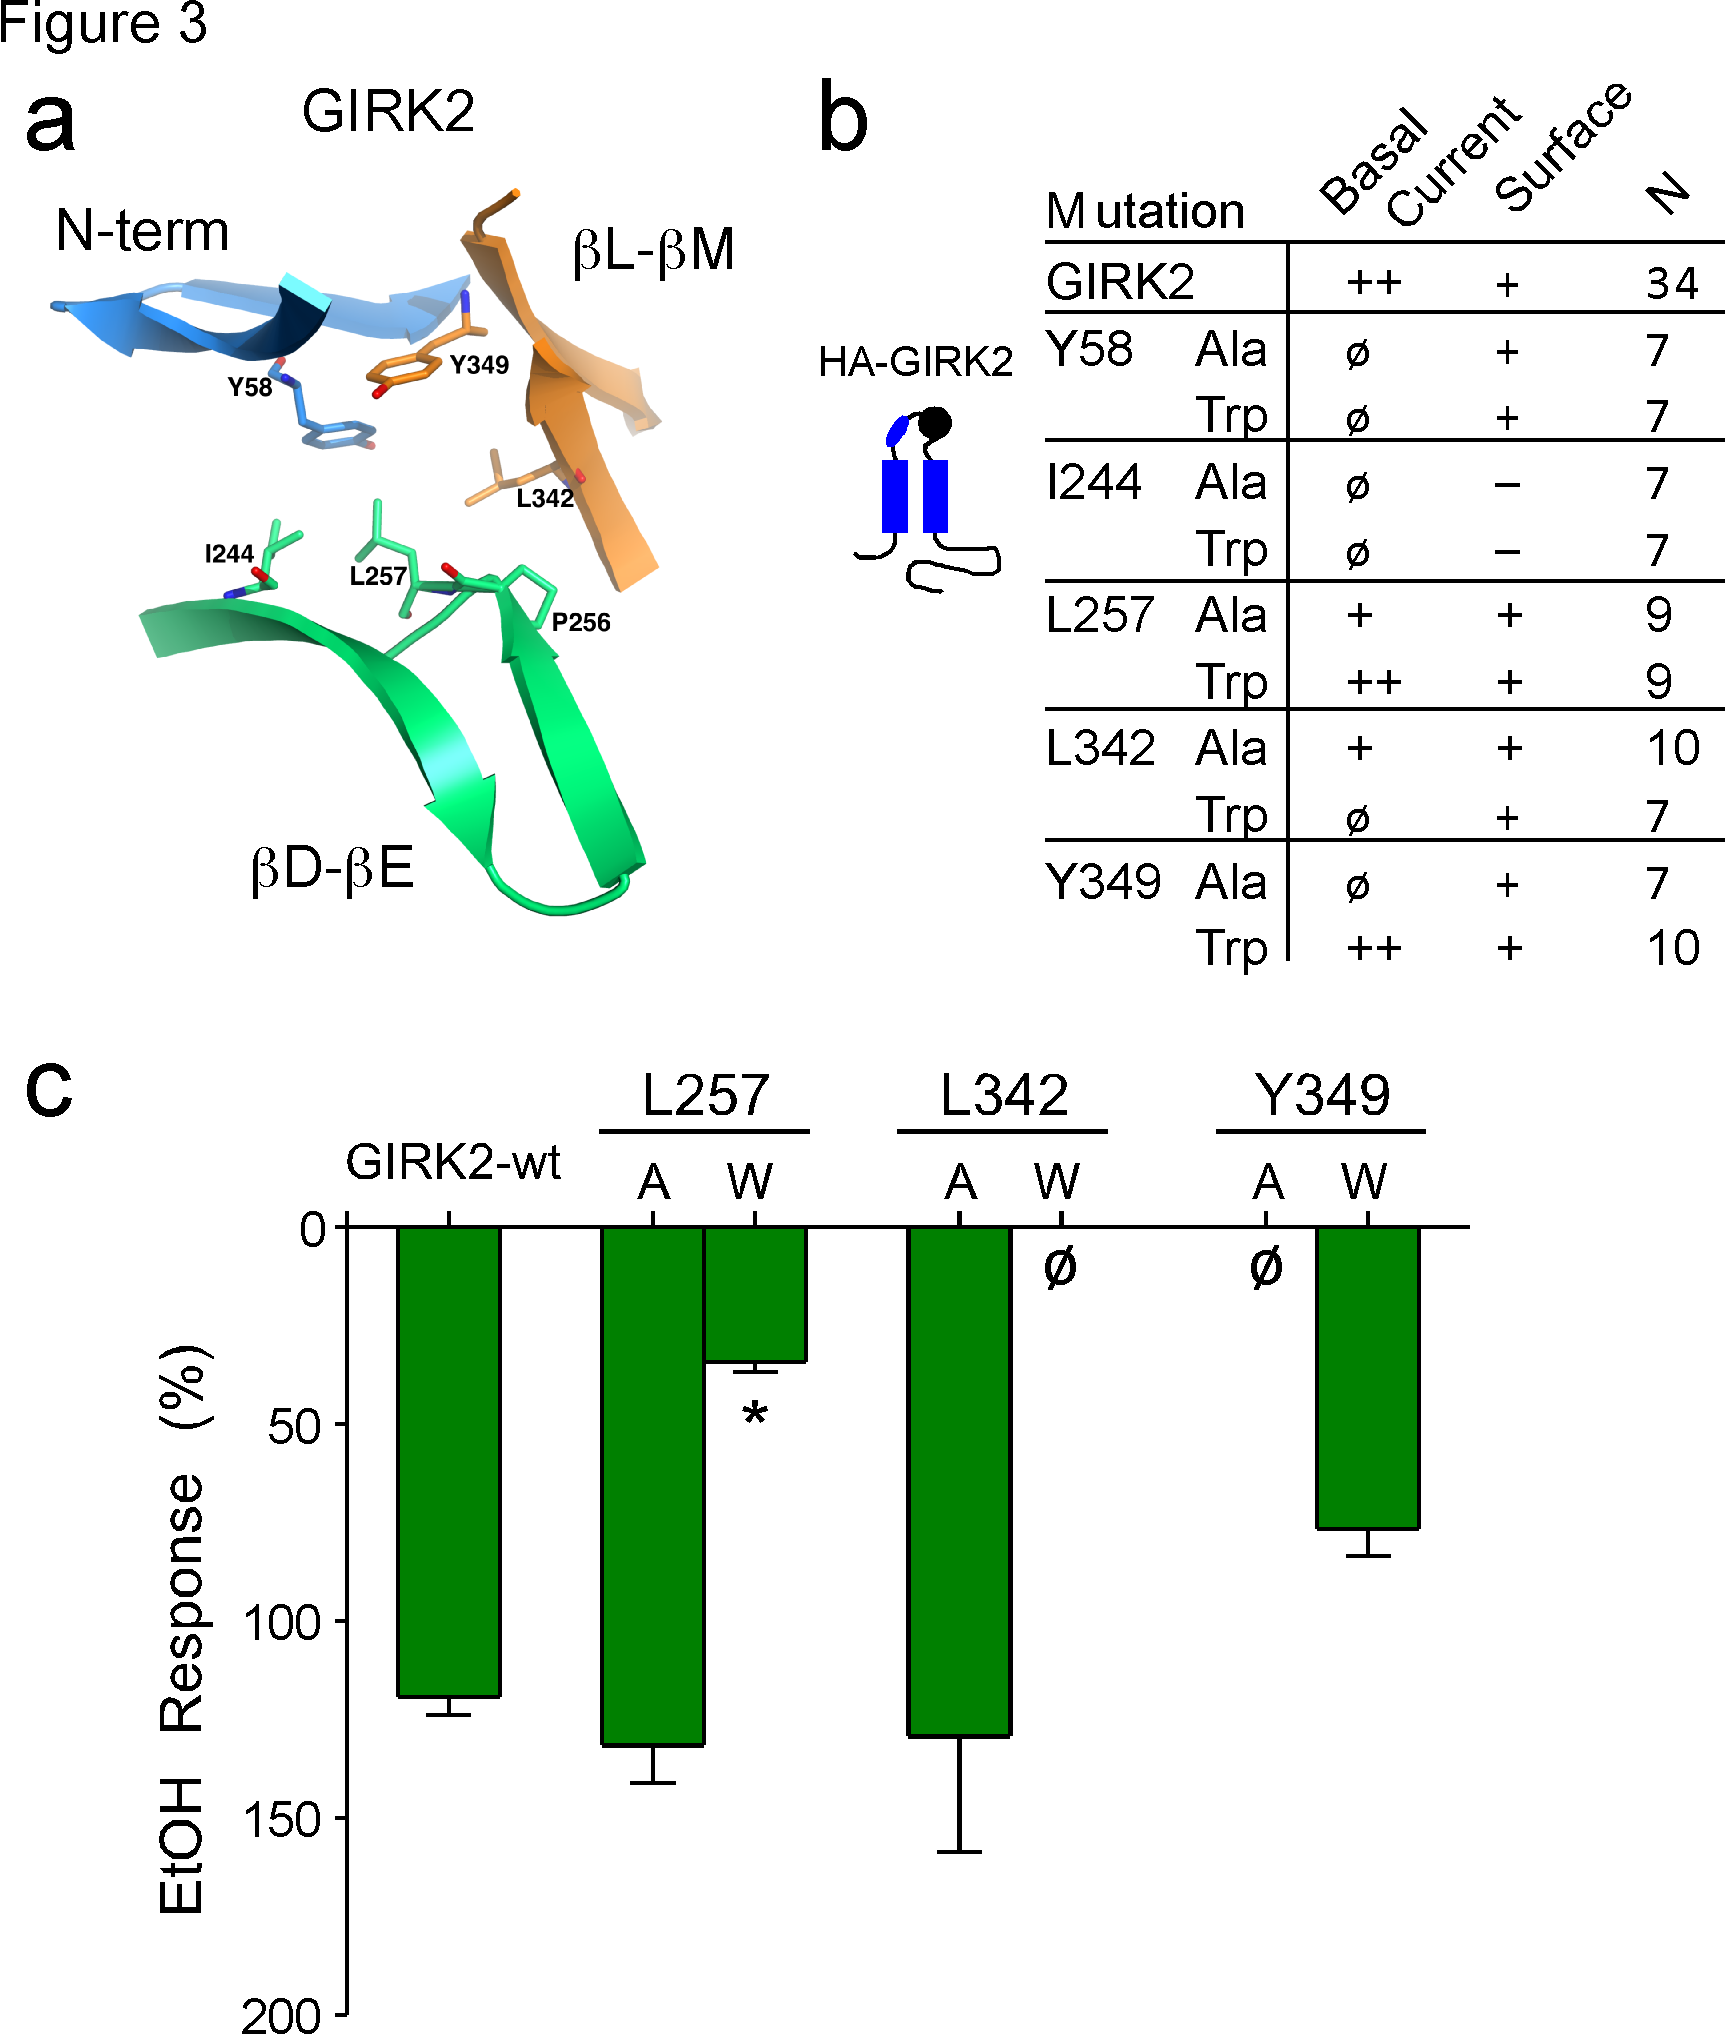 Figure 3
a
GIRK2
N-term
βL-βM
Y349
Y58
L342
I244
L257
P256
βD-βE
b
HA-GIRK2
Mutation Basal Current Surface N
GIRK2 ++ + 34
Y58 Ala ø + 7
Trp ø + 7
I244 Ala ø – 7
Trp ø – 7
L257 Ala + + 9
Trp ++ + 9
L342 Ala + + 10
Trp ø + 7
Y349 Ala ø + 7
Trp ++ + 10
c
L257 L342 Y349
GIRK2-wt A W A W A W
0
ø ø
*
50
100
150
200
EtOH Response (%)